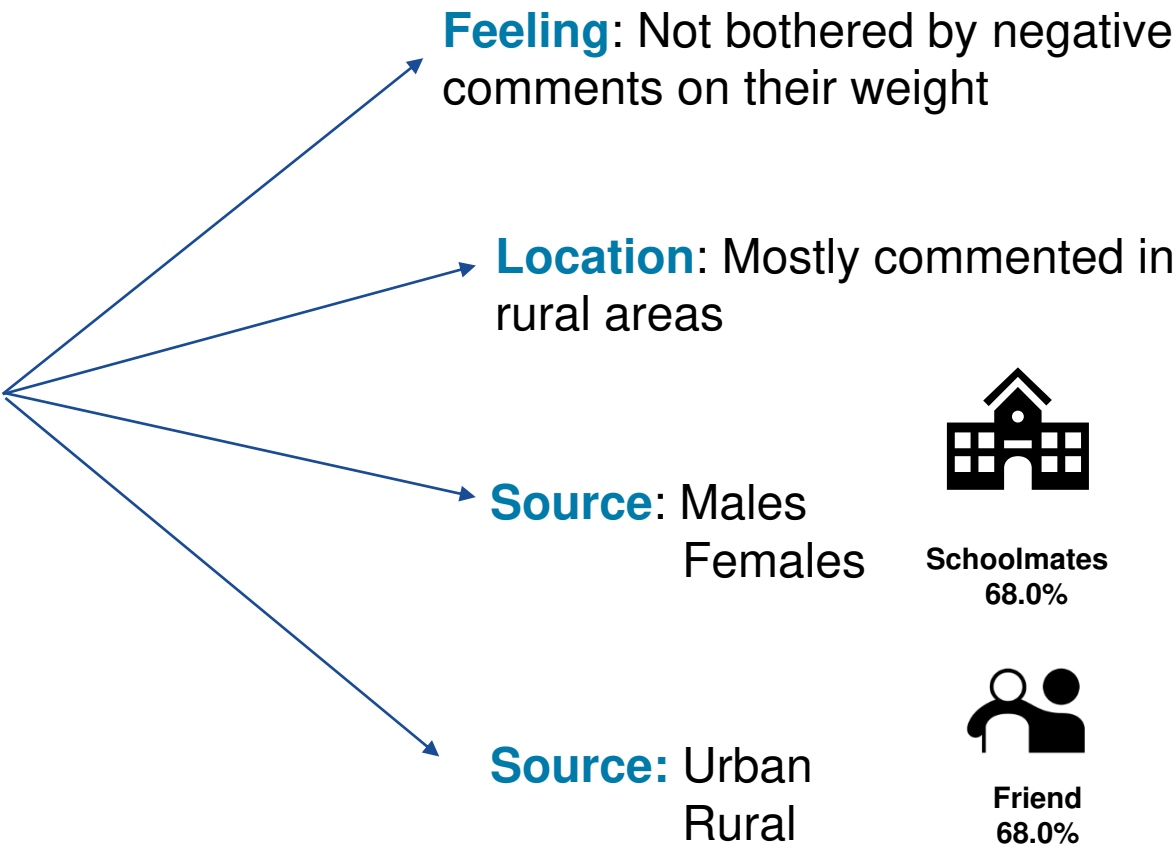 Feeling: Not bothered by negative
comments on their weight
Location: Mostly commented in
rural areas
Source: Males
Females
Schoolmates
68.0%
Source: Urban
Rural
Friend
68.0%